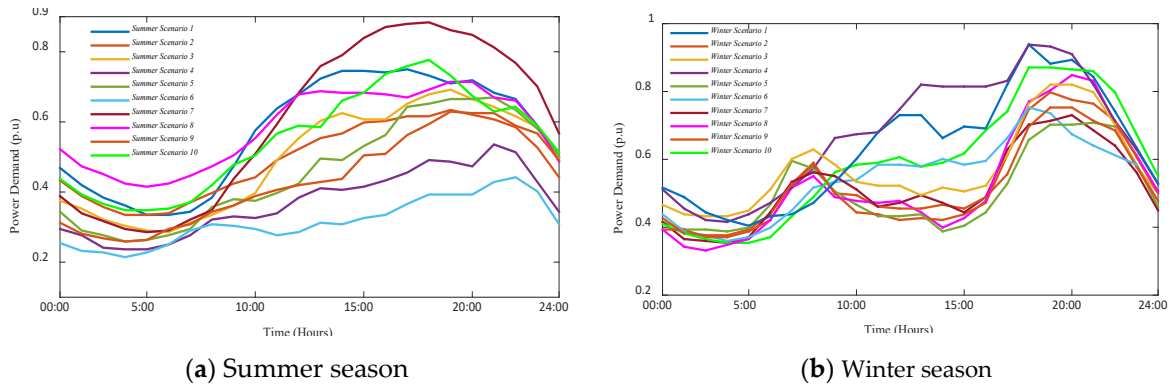 0.9
0.8
0.6
0.4
0.2
Power Demand (p.u)
Summer Scenario 1
Summer Scenario 2
Summer Scenario 3
Summer Scenario 4
Summer Scenario 5
Summer Scenario 6
Summer Scenario 7
Summer Scenario 8
Summer Scenario 9
Summer Scenario 10
00:00 5:00 10:00 15:00 20:00 24:00
Time (Hours)
(a) Summer season
1
0.8
0.6
0.4
0.2
Power Demand (p.u)
Winter Scenario 1
Winter Scenario 2
Winter Scenario 3
Winter Scenario 4
Winter Scenario 5
Winter Scenario 6
Winter Scenario 7
Winter Scenario 8
Winter Scenario 9
Winter Scenario 10
00:00 5:00 10:00 15:00 20:00 24:00
Time (Hours)
(b) Winter season